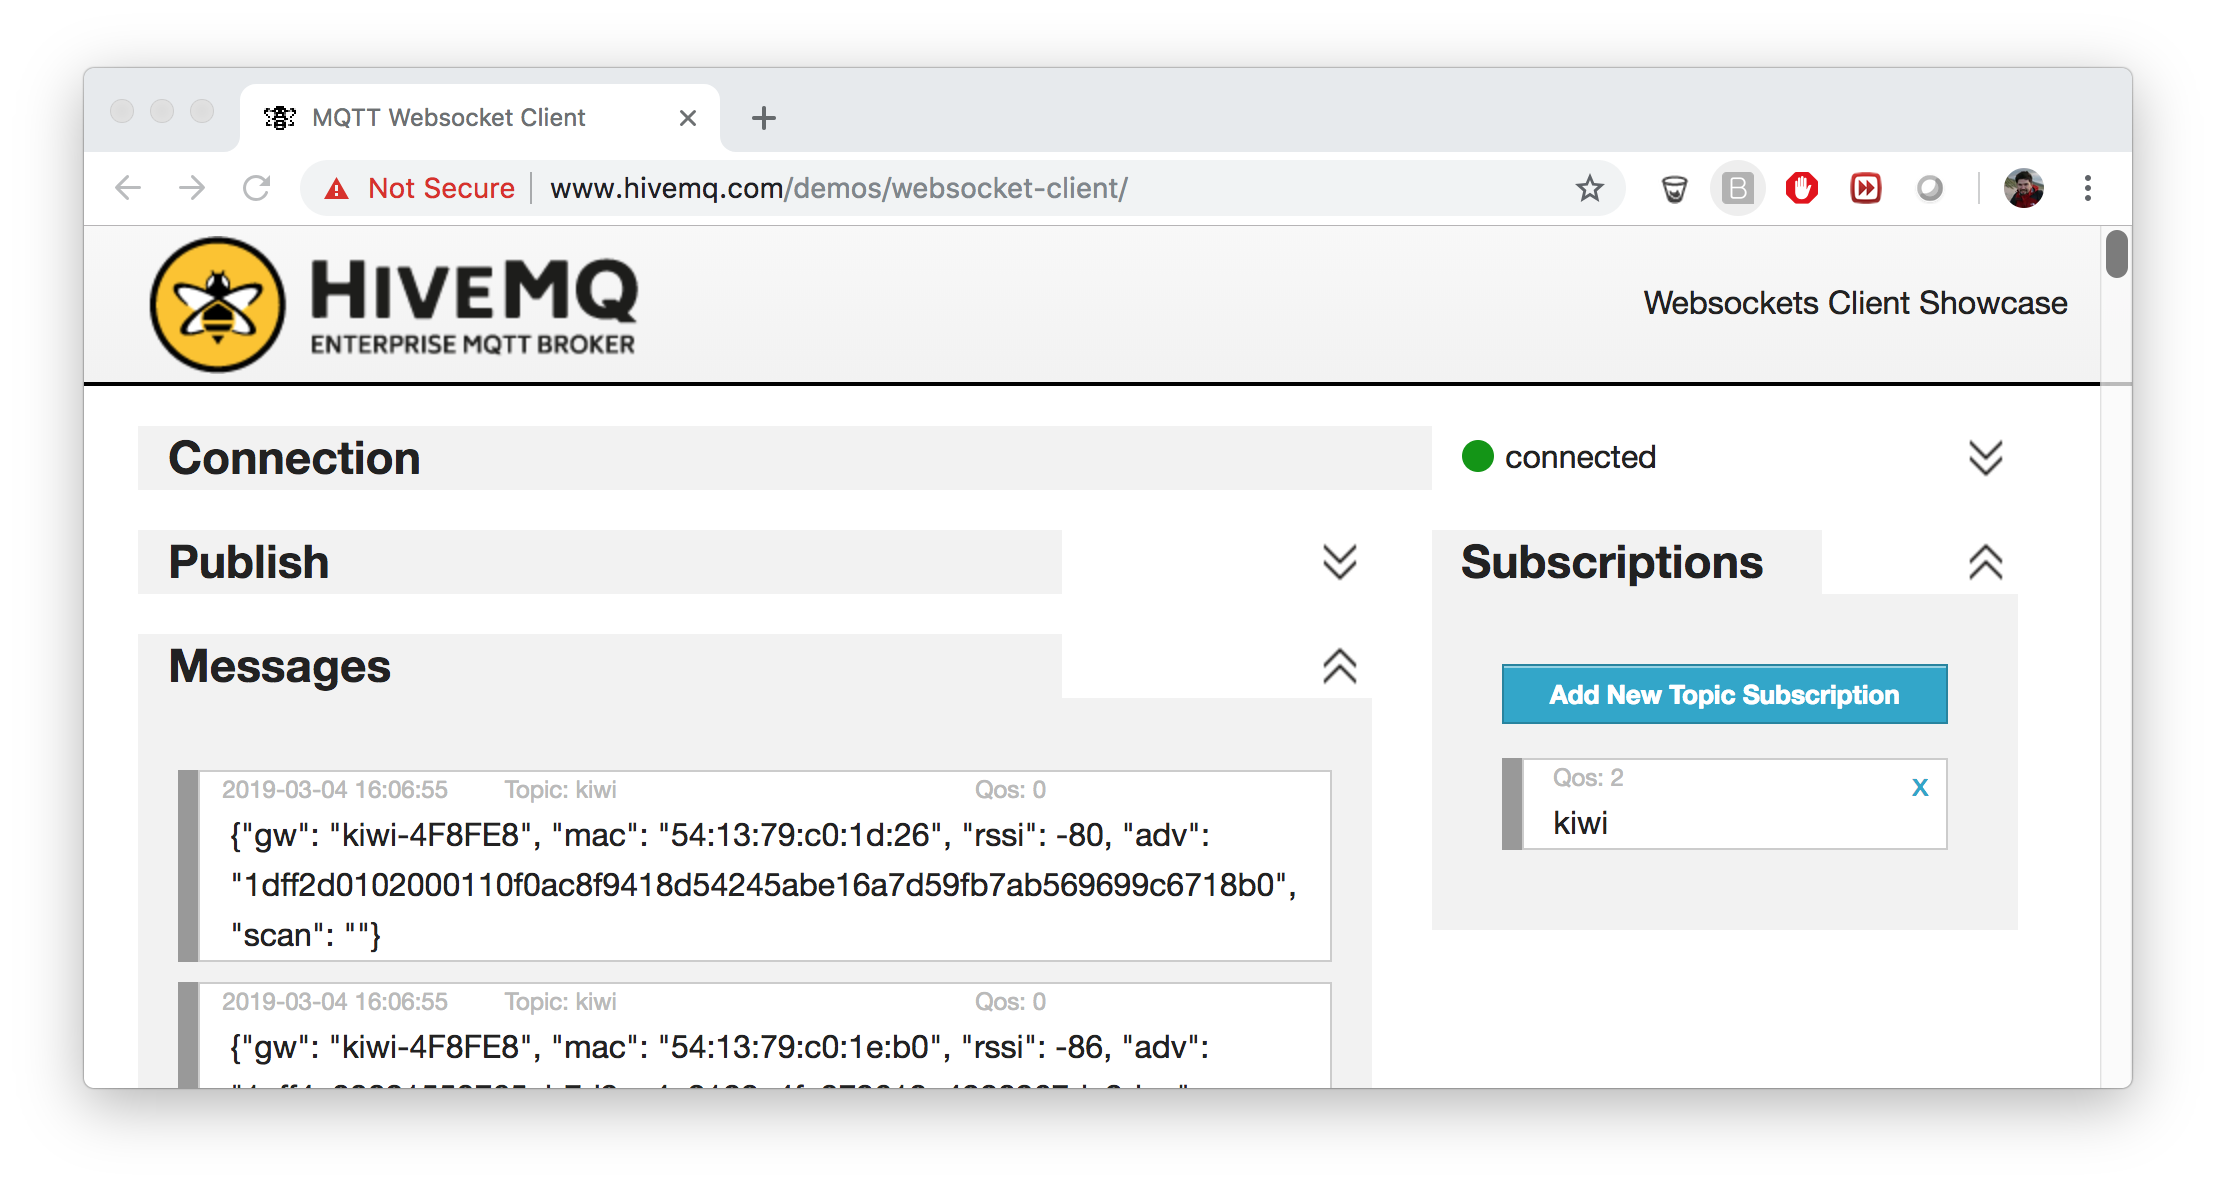 MQTT Websocket Client
Not Secure www.hivemq.com/demos/websocket-client/
B
HIVEMQ
ENTERPRISE MQTT BROKER
Websockets Client Showcase
Connection
connected
Publish
Subscriptions
Messages
Add New Topic Subscription
Qos: 2
x
kiwi
2019-03-04 16:06:55 Topic: kiwi Qos: 0
{"gw": "kiwi-4F8FE8", "mac": "54:13:79:c0:1d:26", "rssi": -80, "adv":
"1dff2d0102000110f0ac8f9418d54245abe16a7d59fb7ab569699c6718b0",
"scan": ""}
2019-03-04 16:06:55 Topic: kiwi Qos: 0
{"gw": "kiwi-4F8FE8", "mac": "54:13:79:c0:1e:b0", "rssi": -86, "adv":